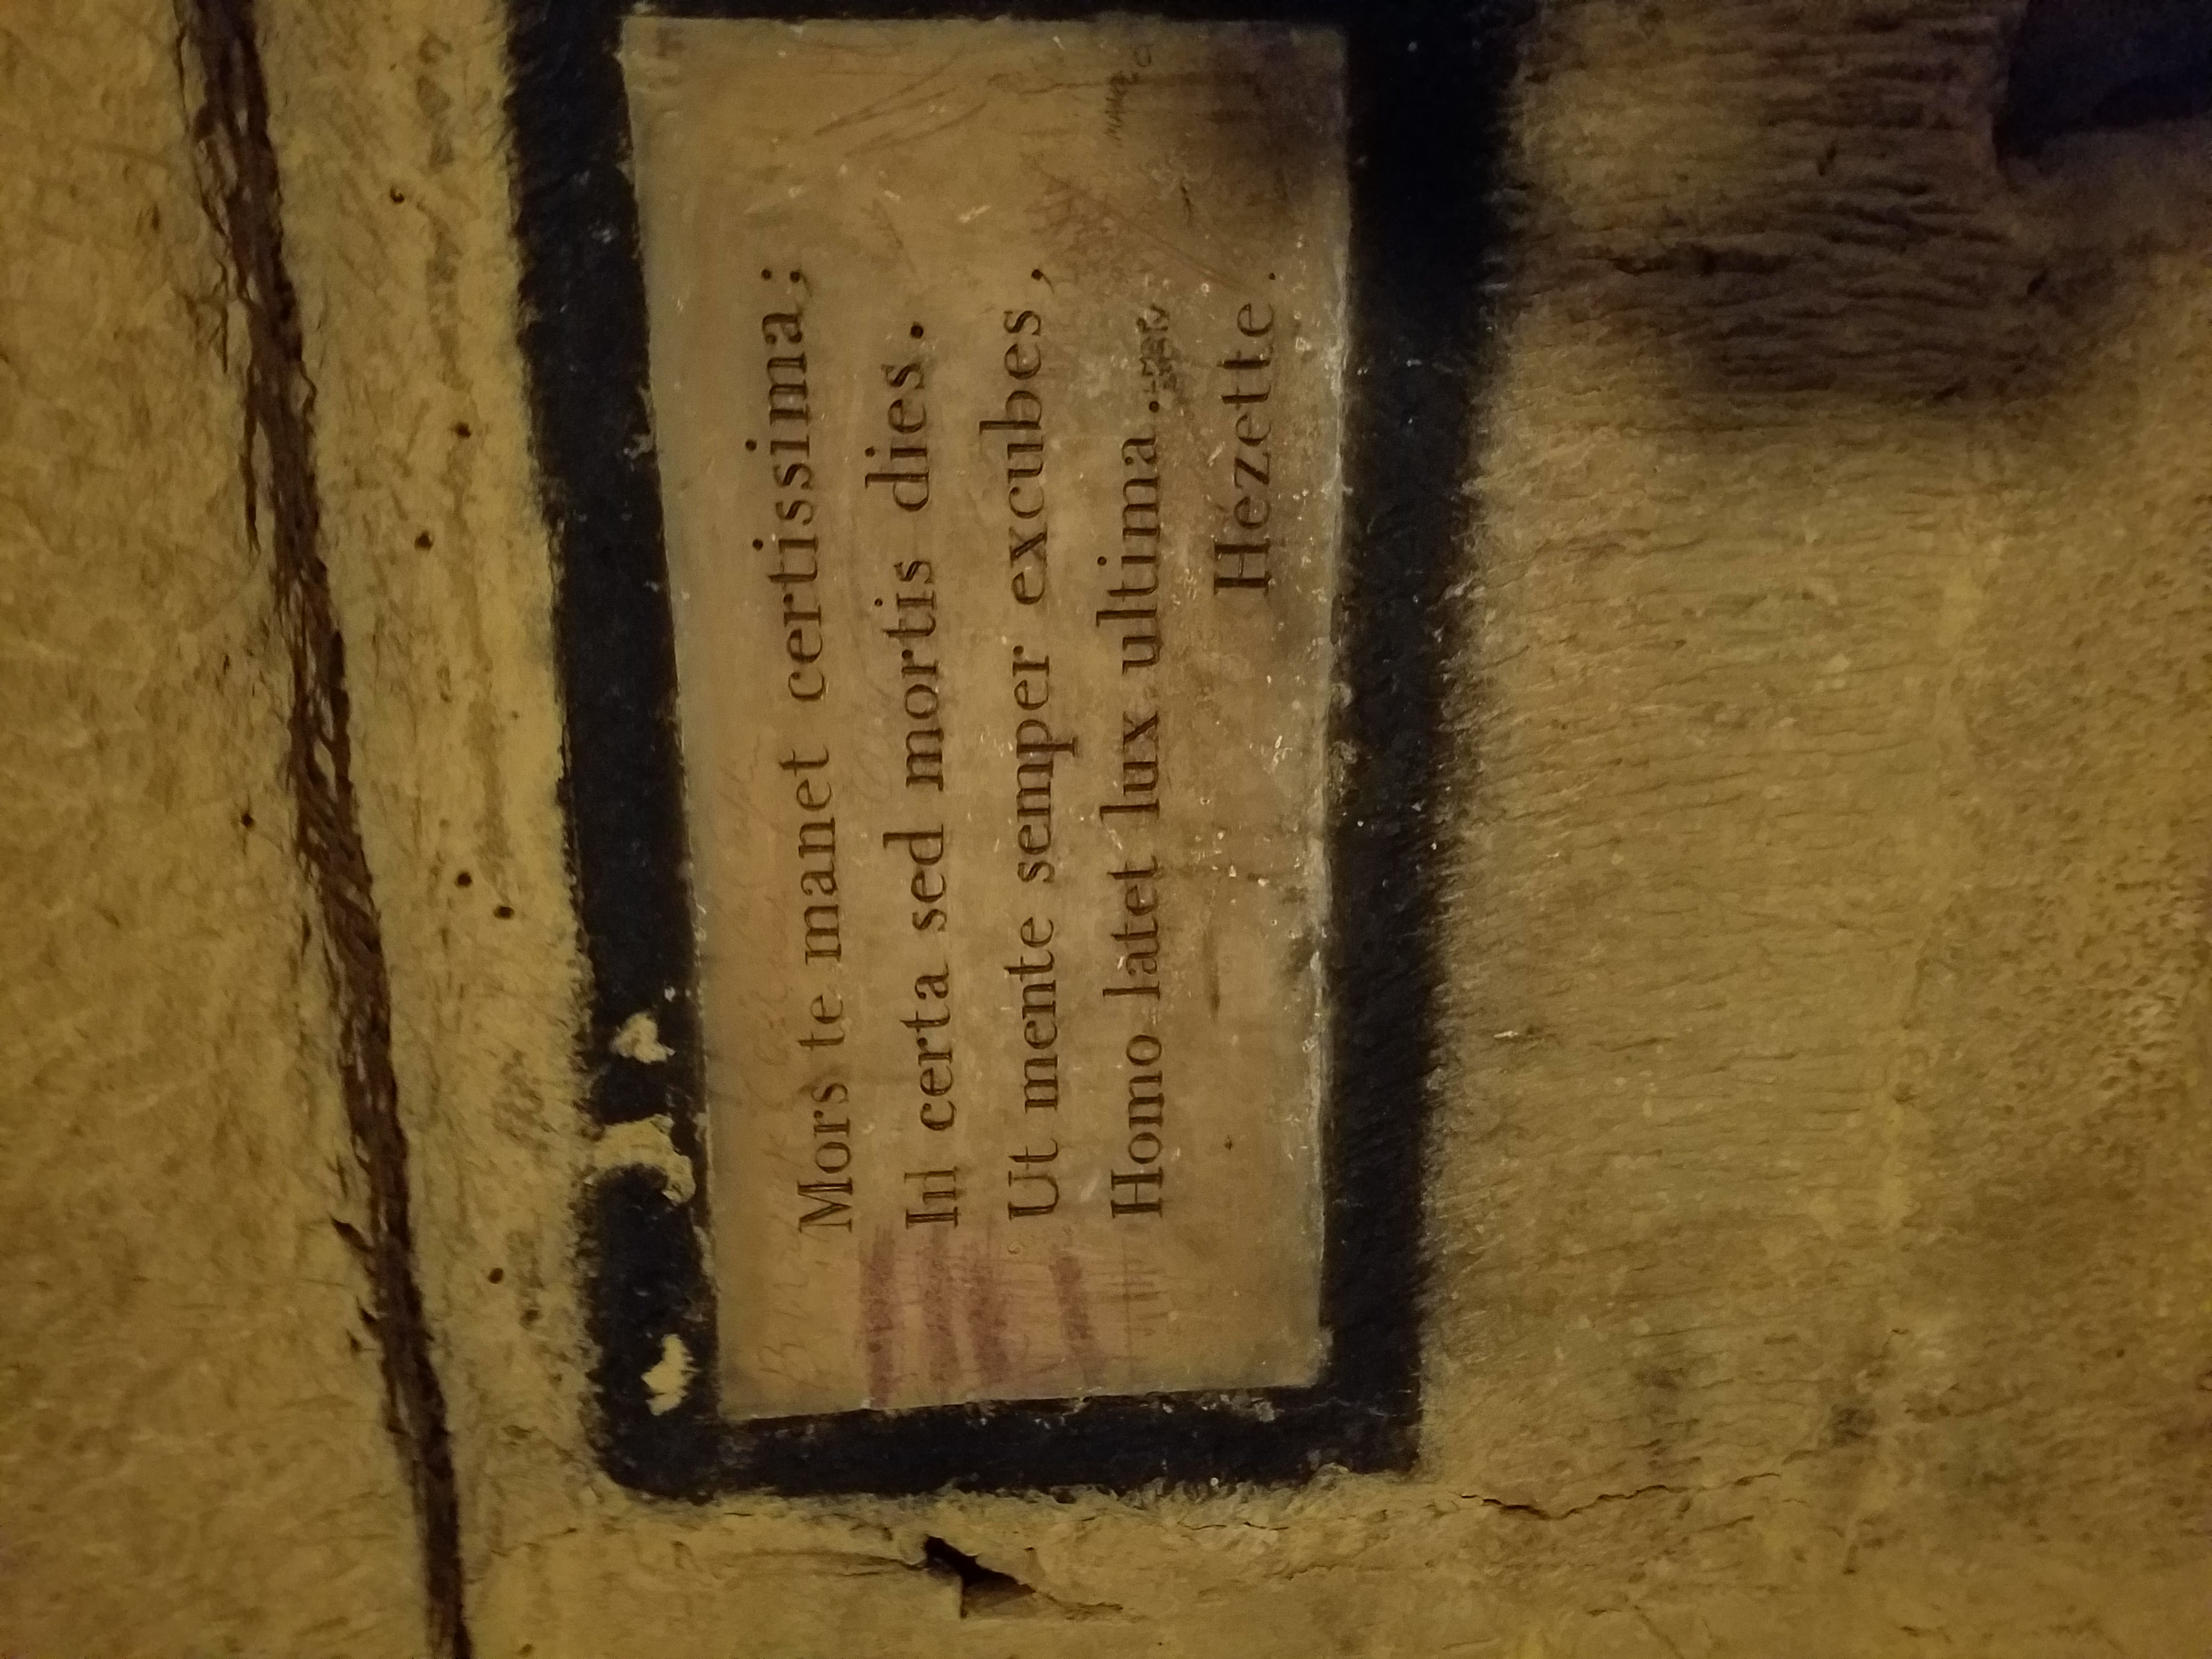 Mors te manet certissima;
In certa sed mortis dies.
Ut mente semper excubes,
Homo latet lux ultima.
Hézette.